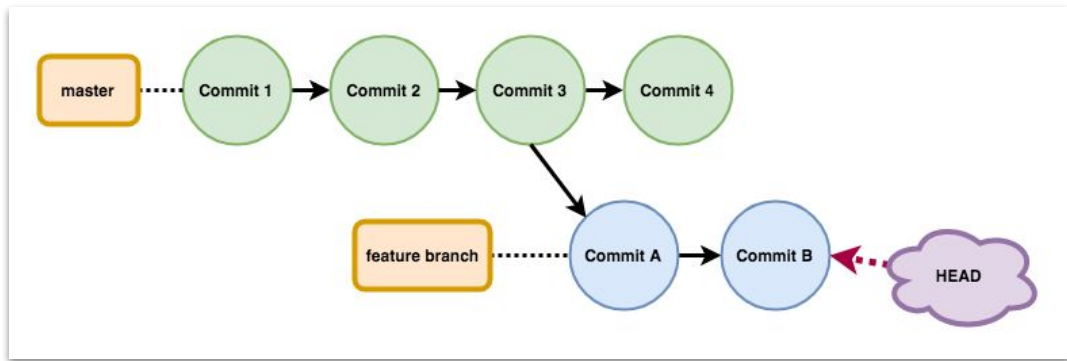 master
Commit 1
Commit 2
Commit 3
Commit 4
feature branch
Commit A
Commit B
HEAD